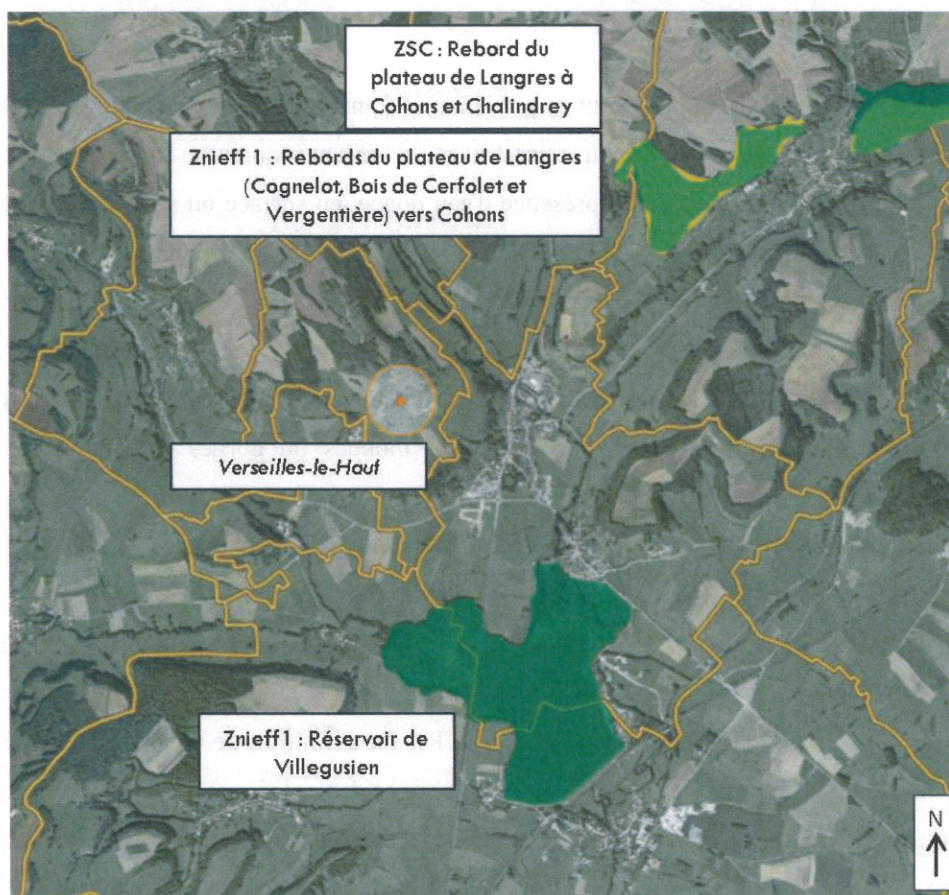 ZSC : Rebord du
plateau de Langres à
Cohons et Chalindrey
Znieff 1 : Rebords du plateau de Langres
(Cognelot, Bois de Cerfolet et
Vergentière) vers Cohons
Verseilles-le-Haut
Znieff1 : Réservoir de
Villegusien
N